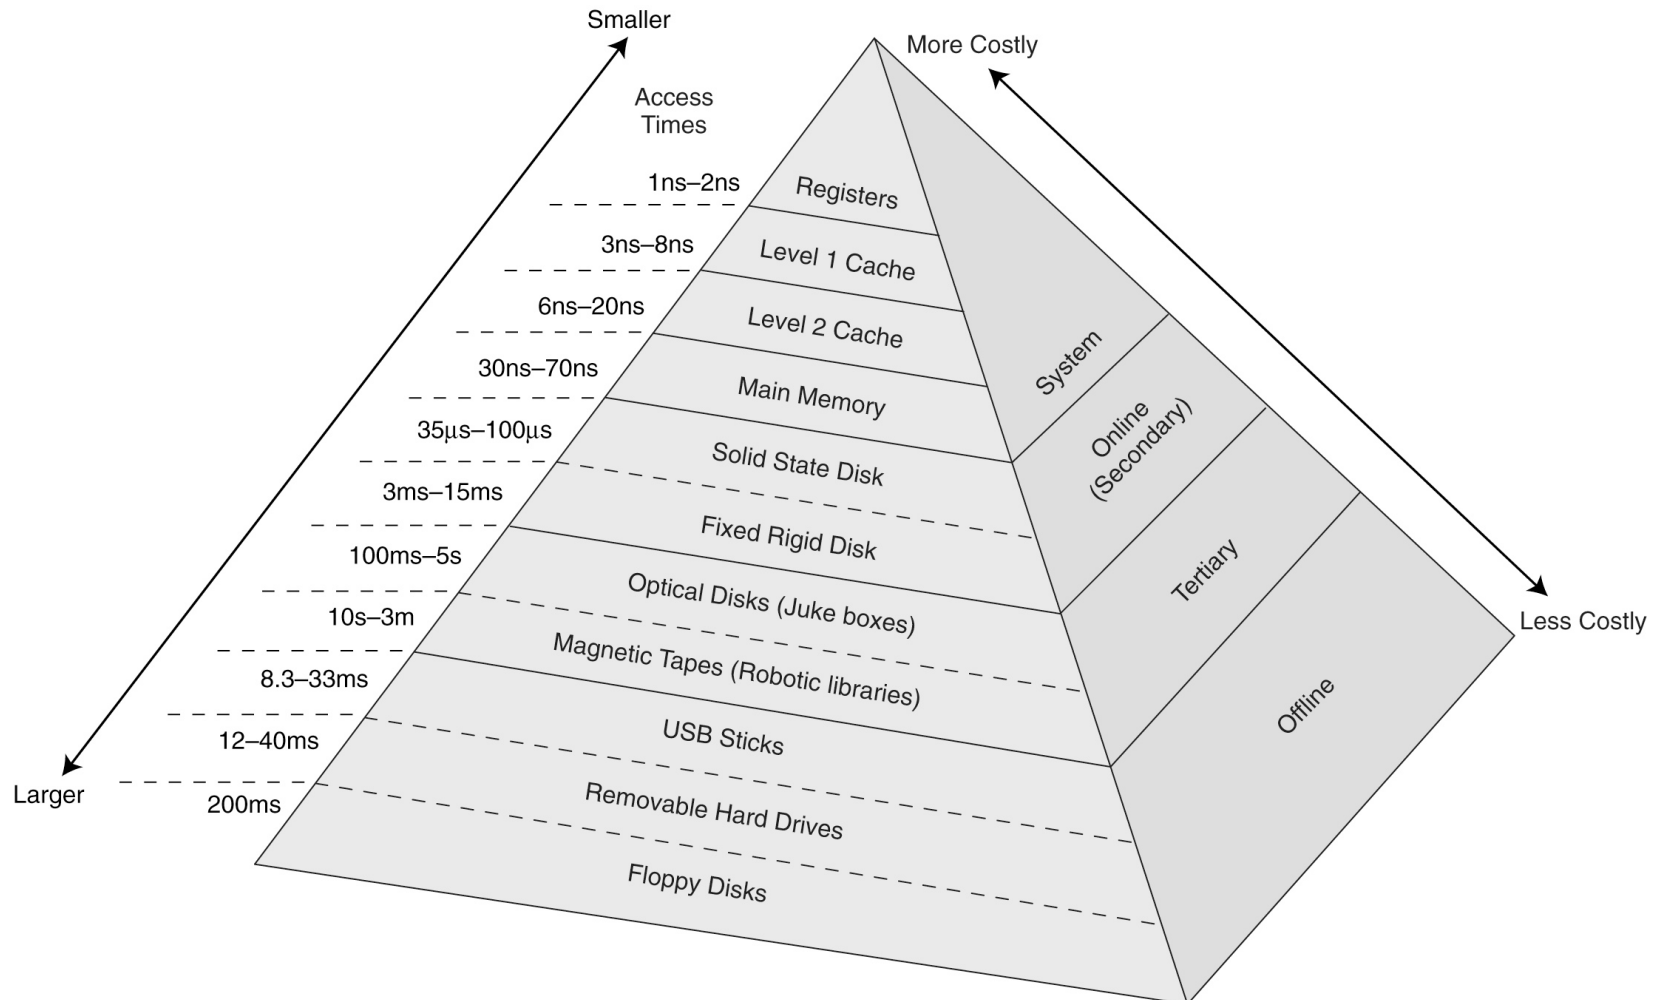 Smaller
More Costly
Access
Times
1ns–2ns
Registers
3ns–8ns
Level 1 Cache
6ns–20ns
Level 2 Cache
System
30ns–70ns
Main Memory
Online
(Secondary)
35µs–100µs
Solid State Disk
3ms–15ms
Fixed Rigid Disk
Tertiary
100ms–5s
Optical Disks (Juke boxes)
Less Costly
10s–3m
Magnetic Tapes (Robotic libraries)
8.3–33ms
USB Sticks
Offline
12–40ms
Removable Hard Drives
Larger
200ms
Floppy Disks